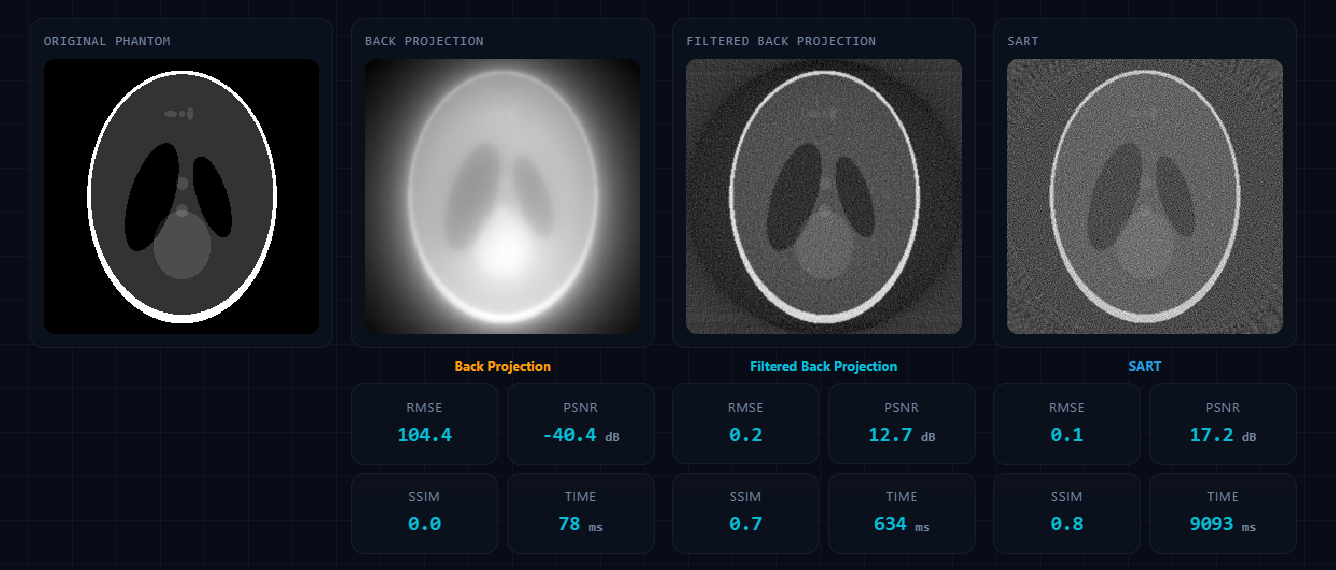 ORIGINAL PHANTOM
BACK PROJECTION
FILTERED BACK PROJECTION
SART
Back Projection
Filtered Back Projection
SART
RMSE
104.4
PSNR
-40.4 dB
RMSE
0.2
PSNR
12.7 dB
RMSE
0.1
PSNR
17.2 dB
SSIM
0.0
TIME
78 ms
SSIM
0.7
TIME
634 ms
SSIM
0.8
TIME
9093 ms